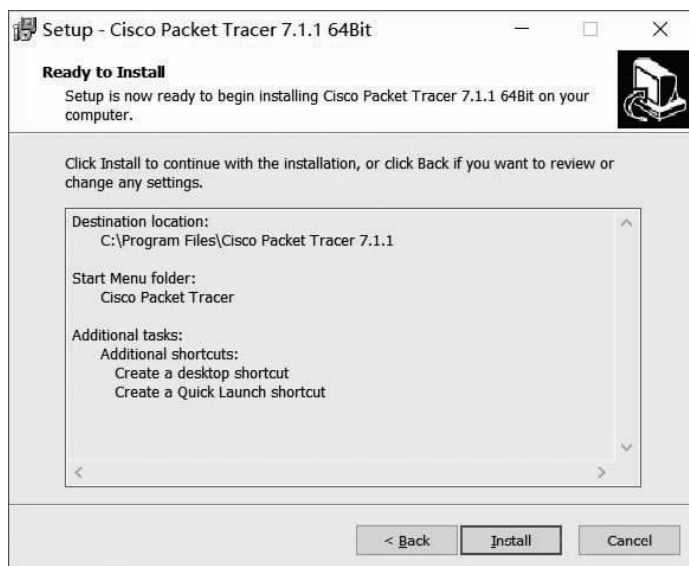 Setup - Cisco Packet Tracer 7.1.1 64Bit
Ready to Install
Setup is now ready to begin installing Cisco Packet Tracer 7.1.1 64Bit on your
computer.
Click Install to continue with the installation, or click Back if you want to review or
change any settings.
Destination location:
C:\Program Files\Cisco Packet Tracer 7.1.1
Start Menu folder:
Cisco Packet Tracer
Additional tasks:
Additional shortcuts:
Create a desktop shortcut
Create a Quick Launch shortcut
< Back
Install
Cancel